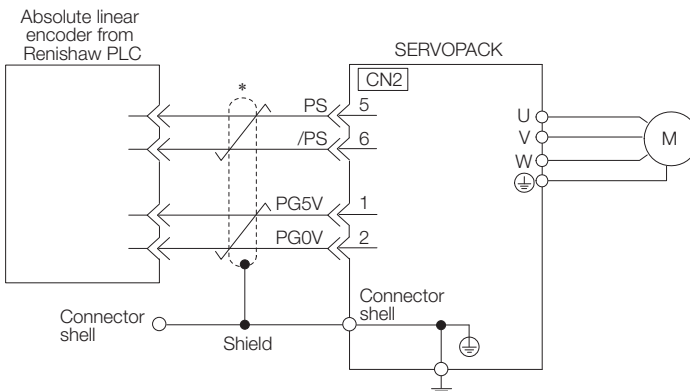 Absolute linear
encoder from
Renishaw PLC
SERVOPACK
CN2
*
PS
5
/PS
6
PG5V
1
PG0V
2
U
V
W
M
Connector
shell
Shield
Connector
shell